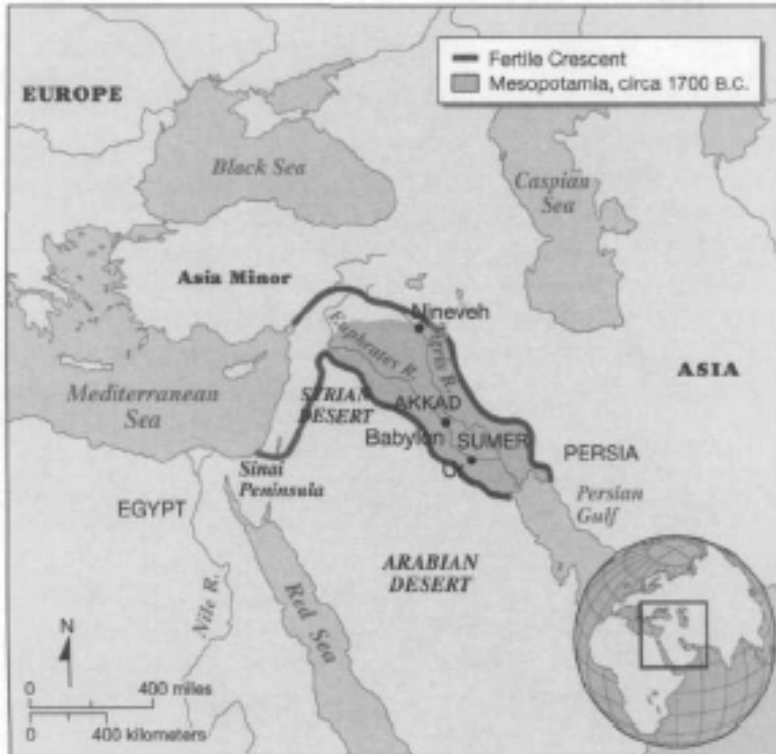 Fertile Crescent
Mesopotamia, circa 1700 B.C.
EUROPE
Black Sea
Caspian
Sea
Asia Minor
Nineveh
Euphrates R.
Tigris R.
ASIA
Mediterranean
Sea
SYRIAN
DESERT
AKKAD
Babylon
SUMER
Ur
PERSIA
Sinai
Peninsula
Persian
Gulf
EGYPT
ARABIAN
DESERT
Nile R.
Red Sea
N
0 400 miles
0 400 kilometers